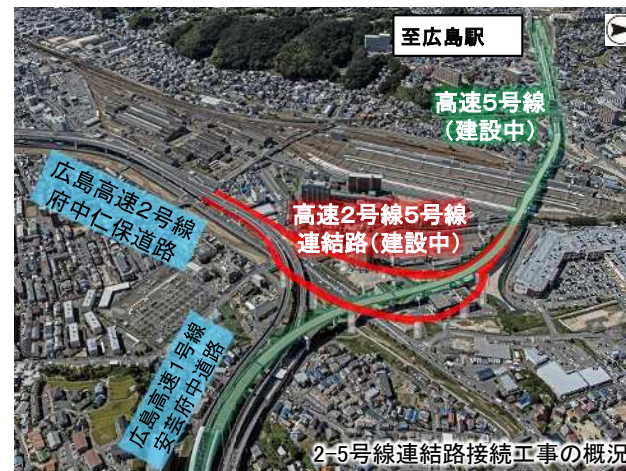 至広島駅
高速5号線
(建設中)
広島高速2号線
府中仁保道路
高速2号線5号線
連結路(建設中)
広島高速1号線
安芸府中道路
2-5号線連結路接続工事の概況